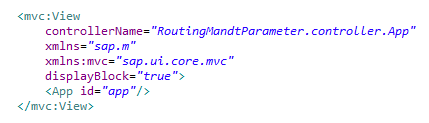 <mvc:View
controllerName="RoutingMandtParameter.controller.App"
xmlns="sap.m"
xmlns:mvc="sap.ui.core.mvc"
displayBlock="true">
<App id="app"/>
</mvc:View>